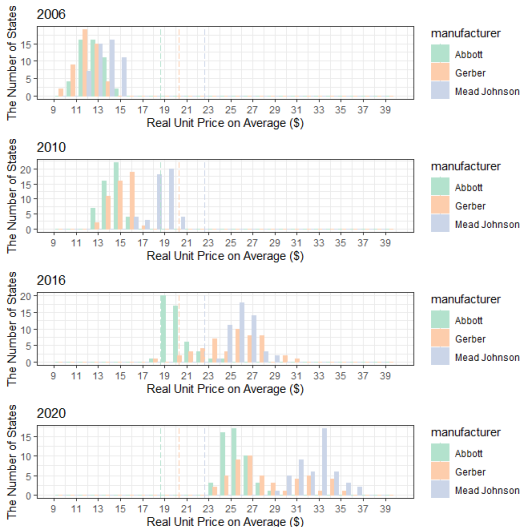 2006
The Number of States
15
10
5
0
9 11 13 15 17 19 21 23 25 27 29 31 33 35 37 39
Real Unit Price on Average ($)
manufacturer
Abbott
Gerber
Mead Johnson
2010
The Number of States
20
15
10
5
0
9 11 13 15 17 19 21 23 25 27 29 31 33 35 37 39
Real Unit Price on Average ($)
manufacturer
Abbott
Gerber
Mead Johnson
2016
The Number of States
20
15
10
5
0
9 11 13 15 17 19 21 23 25 27 29 31 33 35 37 39
Real Unit Price on Average ($)
manufacturer
Abbott
Gerber
Mead Johnson
2020
The Number of States
15
10
5
0
9 11 13 15 17 19 21 23 25 27 29 31 33 35 37 39
Real Unit Price on Average ($)
manufacturer
Abbott
Gerber
Mead Johnson